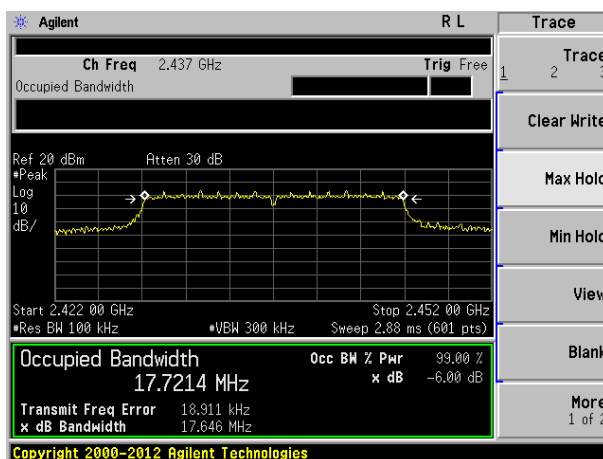 Agilent R L Trace
Ch Freq 2.437 GHz Trig Free
Occupied Bandwidth
Trace
1 2 3
Clear Write
Max Hold
Min Hold
View
Blank
More
1 of 2
Ref 20 dBm Atten 30 dB
#Peak
Log
10
dB/
Start 2.422 00 GHz Stop 2.452 00 GHz
#Res BW 100 kHz #VBW 300 kHz Sweep 2.88 ms (601 pts)
Occupied Bandwidth Occ BW % Pwr 99.00 %
17.7214 MHz x dB -6.00 dB
Transmit Freq Error 18.911 kHz
x dB Bandwidth 17.646 MHz
Copyright 2000-2012 Agilent Technologies